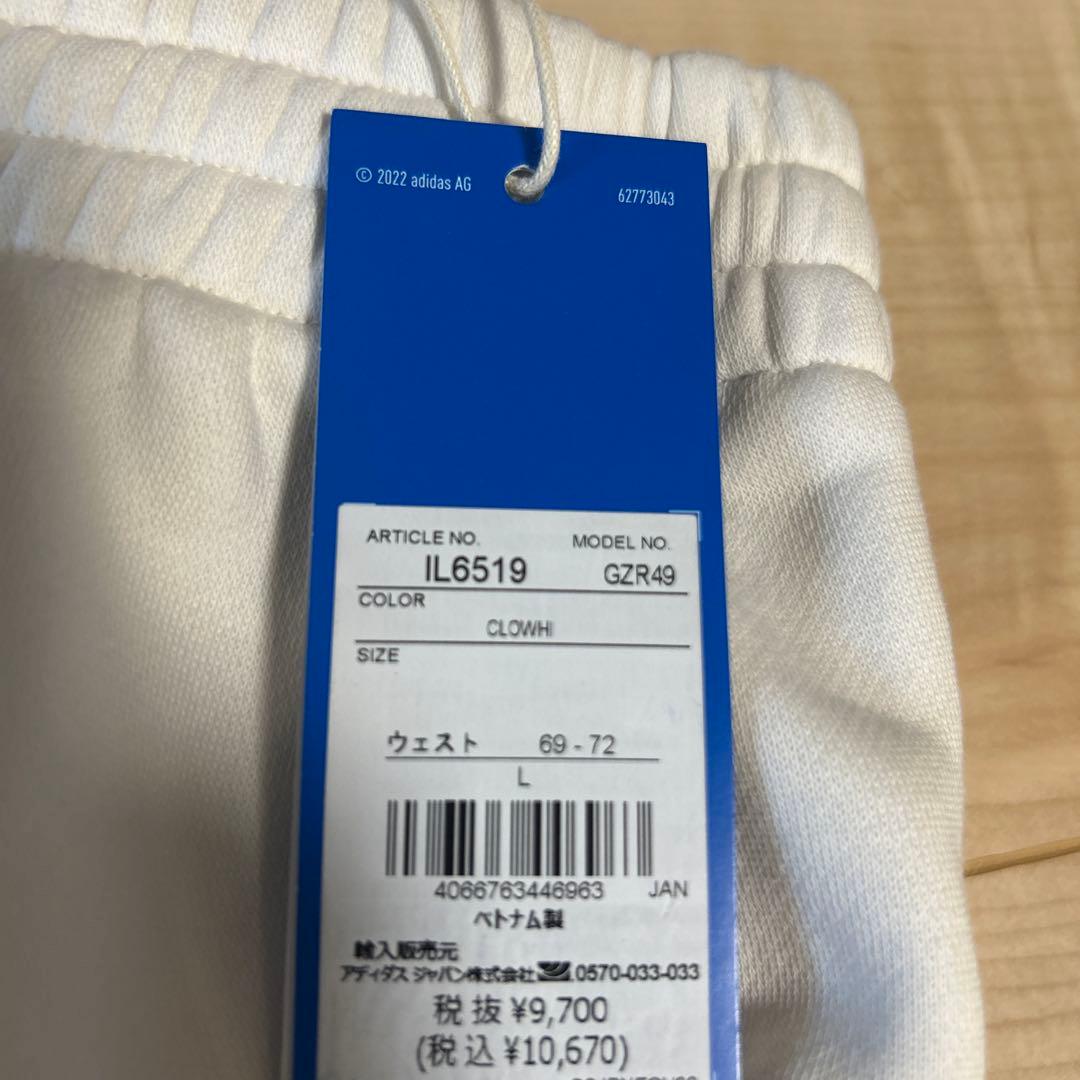 © 2022 adidas AG
62773043
ARTICLE NO. MODEL NO.
IL6519 GZR49
COLOR
CLOWHI
SIZE
ウェスト 69 - 72
L
4066763446963 JAN
ベトナム製
輸入販売元
アディダス ジャパン株式会社 0570-033-033
税 抜 ¥9,700
(税 込 ¥10,670)